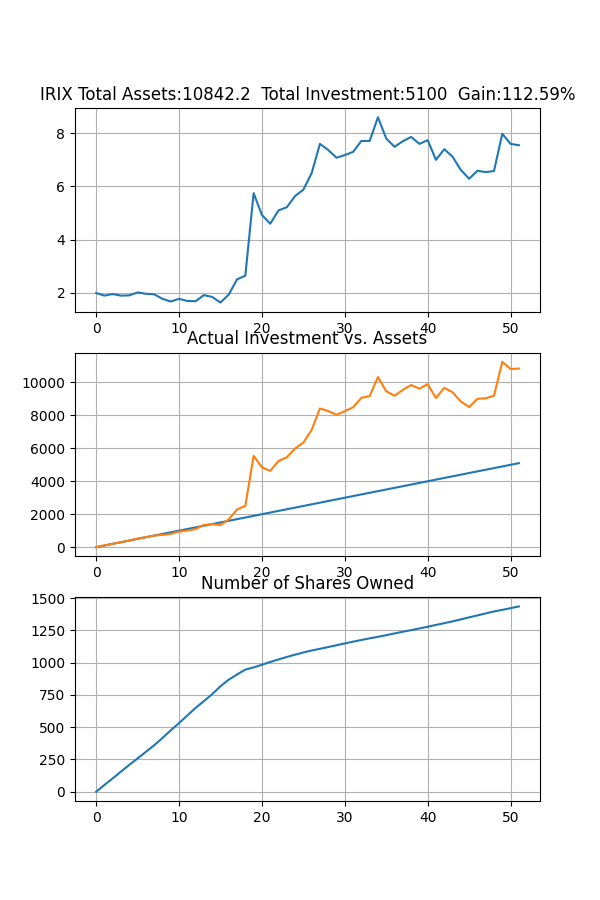 IRIX Total Assets:10842.2  Total Investment:5100  Gain:112.59%
8
6
4
2
0 10 20 30 40 50
Actual Investment vs. Assets
10000
8000
6000
4000
2000
0
0 10 20 30 40 50
Number of Shares Owned
1500
1250
1000
750
500
250
0
0 10 20 30 40 50